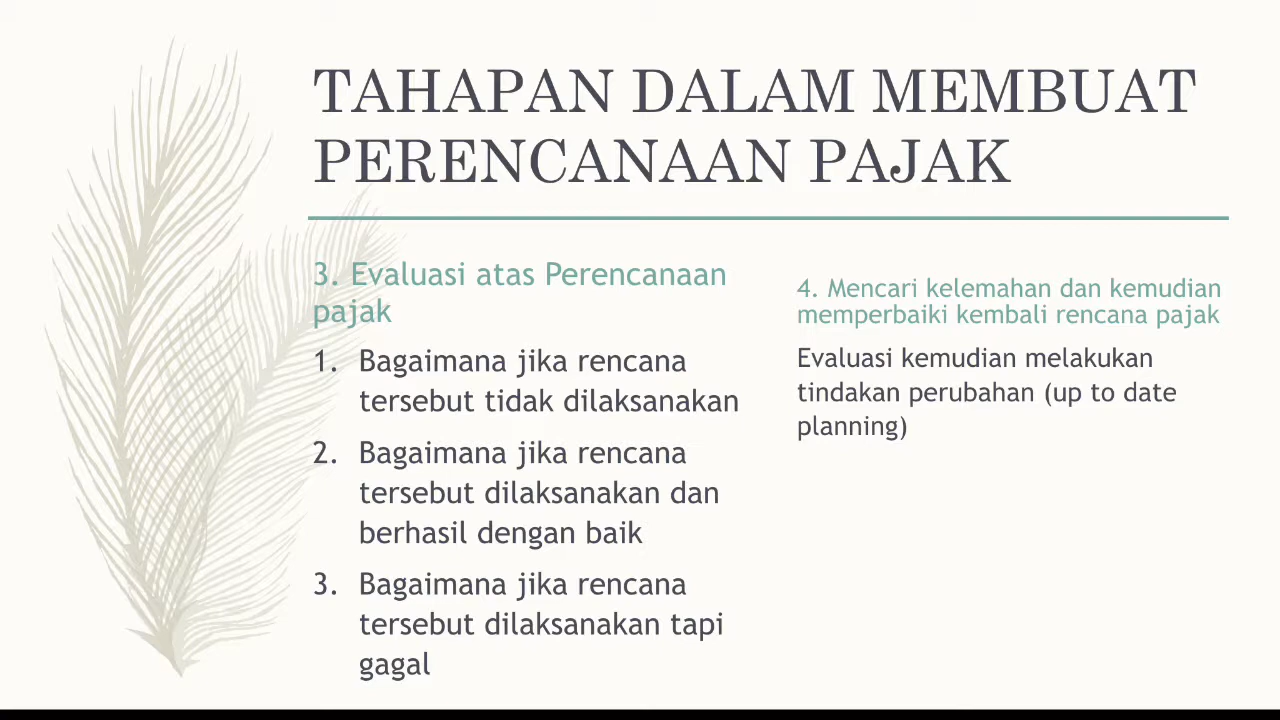 TAHAPAN DALAM MEMBUAT
PERENCANAAN PAJAK
3. Evaluasi atas Perencanaan
pajak
1. Bagaimana jika rencana
tersebut tidak dilaksanakan
2. Bagaimana jika rencana
tersebut dilaksanakan dan
berhasil dengan baik
3. Bagaimana jika rencana
tersebut dilaksanakan tapi
gagal
4. Mencari kelemahan dan kemudian
memperbaiki kembali rencana pajak
Evaluasi kemudian melakukan
tindakan perubahan (up to date
planning)